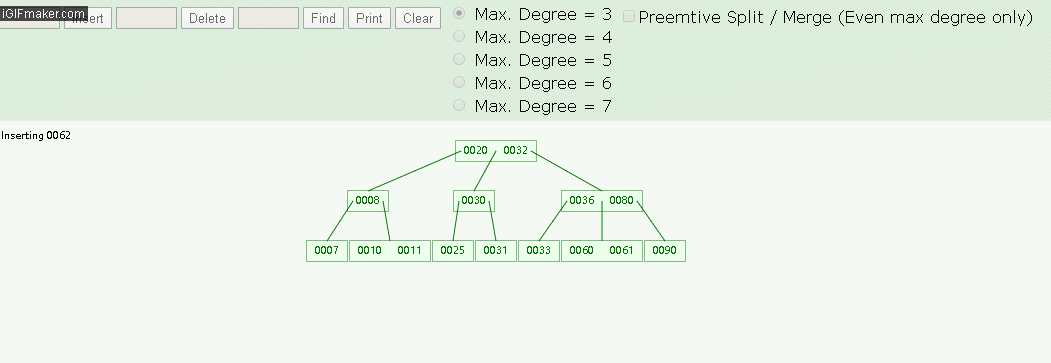 iGIFmaker.com
Insert Delete Find Print Clear
Max. Degree = 3 Preemtive Split / Merge (Even max degree only)
Max. Degree = 4
Max. Degree = 5
Max. Degree = 6
Max. Degree = 7
Inserting 0062
0020 0032
0008 0030 0036 0080
0007 0010 0011 0025 0031 0033 0060 0061 0090